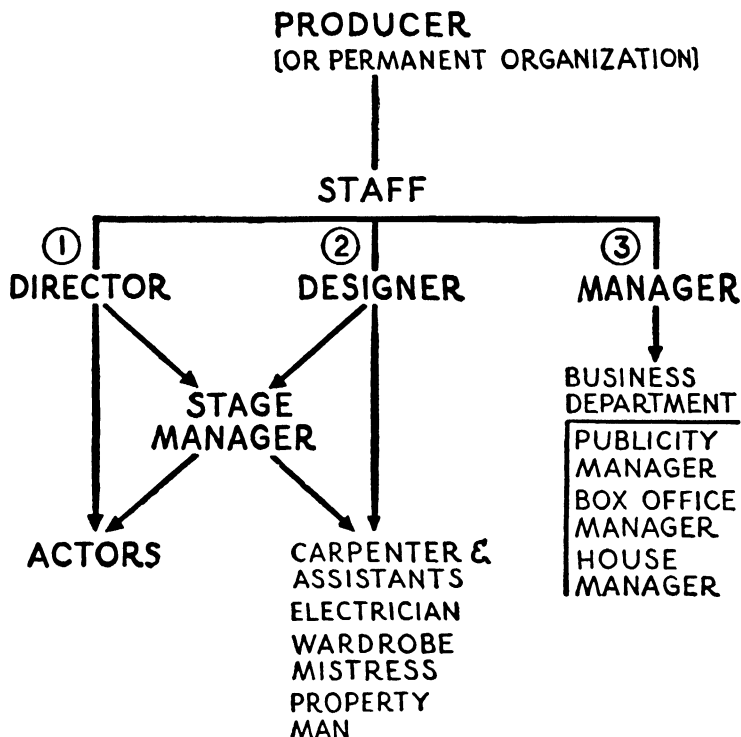 PRODUCER
[OR PERMANENT ORGANIZATION]
STAFF
1
DIRECTOR
2
DESIGNER
3
MANAGER
STAGE
MANAGER
ACTORS
CARPENTER &
ASSISTANTS
ELECTRICIAN
WARDROBE
MISTRESS
PROPERTY
MAN
BUSINESS
DEPARTMENT
PUBLICITY
MANAGER
BOX OFFICE
MANAGER
HOUSE
MANAGER